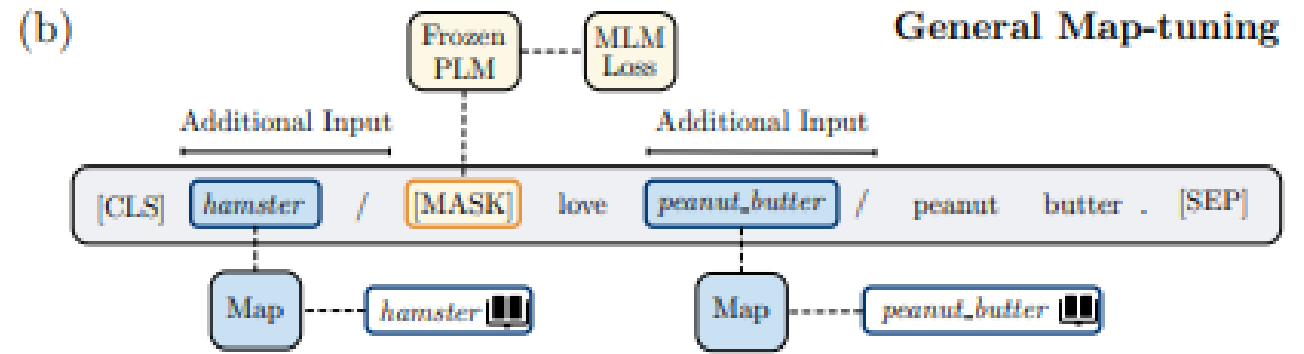 (b)
General Map-tuning
Frozen
PLM
MLM
Loss
Additional Input
Additional Input
[CLS] hamster / [MASK] love peanut_butter / peanut butter . [SEP]
Map
hamster
Map
peanut_butter